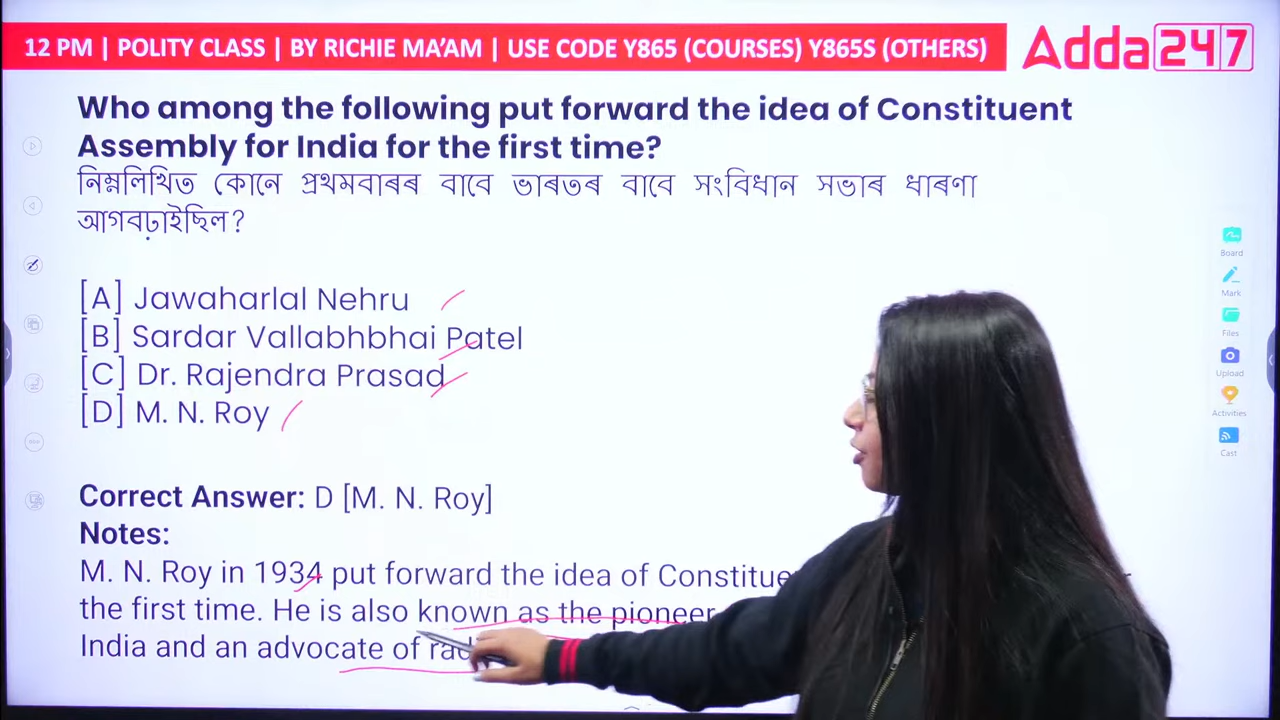 12 PM | POLITY CLASS | BY RICHIE MA'AM | USE CODE Y865 (COURSES) Y865S (OTHERS)
Adda247
Who among the following put forward the idea of Constituent
Assembly for India for the first time?
নিম্নলিখিত কোনে প্ৰথমবাৰৰ বাবে ভাৰতৰ বাবে সংবিধান সভাৰ ধাৰণা
আগবঢ়াইছিল?
[A] Jawaharlal Nehru
[B] Sardar Vallabhbhai Patel
[C] Dr. Rajendra Prasad
[D] M. N. Roy
Correct Answer: D [M. N. Roy]
Notes:
M. N. Roy in 1934 put forward the idea of
the first time. He is also known as the pioneer
India and an advocate of
Board
Mark
Files
Upload
Activities
Cast